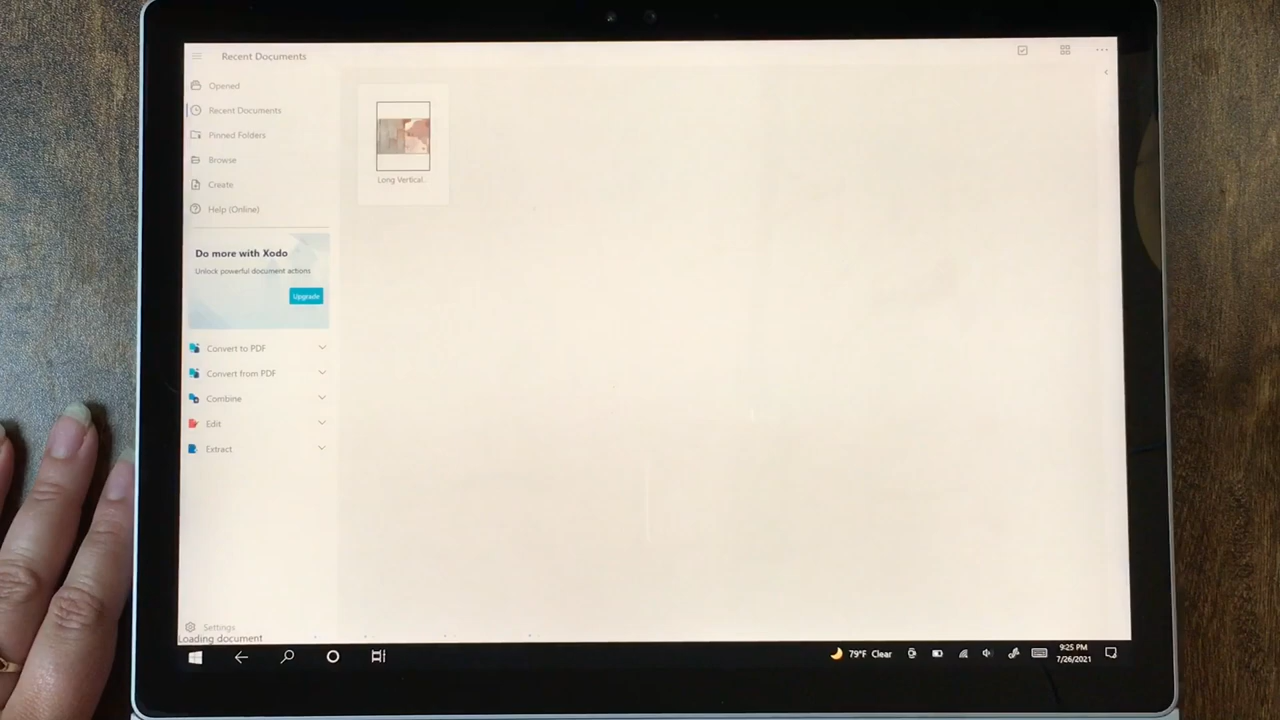 Recent Documents
Opened
Recent Documents
Pinned Folders
Browse
Create
Help (Online)
Do more with Xodo
Unlock powerful document actions
Upgrade
Convert to PDF
Convert from PDF
Combine
Edit
Extract
Settings
Loading document
Long Vertical...
79°F Clear
9:25 PM
7/26/2021